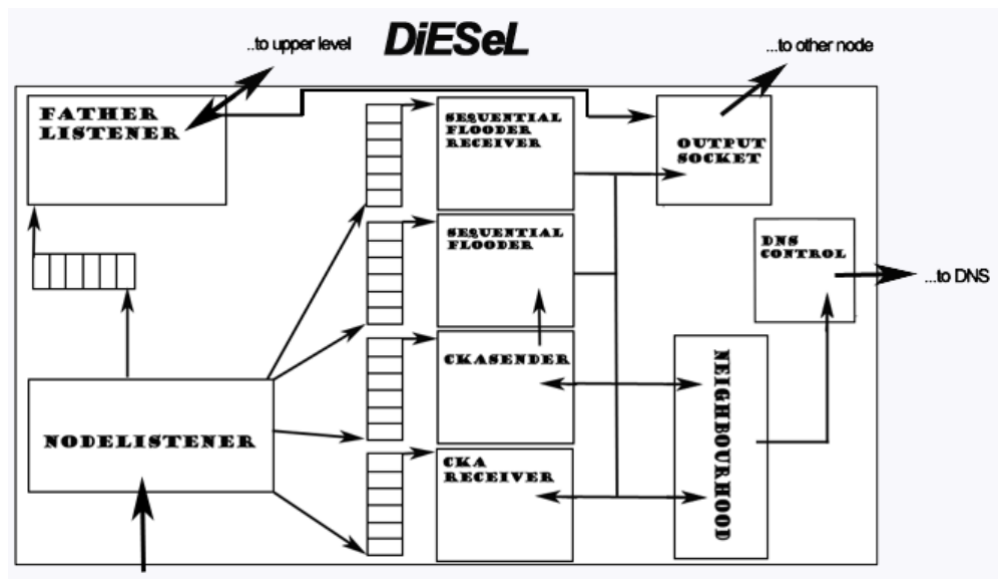 DiESeL
..to upper level
...to other node
FATHER
LISTENER
SEQUENTIAL
FLOODER
RECEIVER
OUTPUT
SOCKET
SEQUENTIAL
FLOODER
DNS
CONTROL
...to DNS
CKASENDER
NEIGHBOURHOOD
NODELISTENER
CKA
RECEIVER